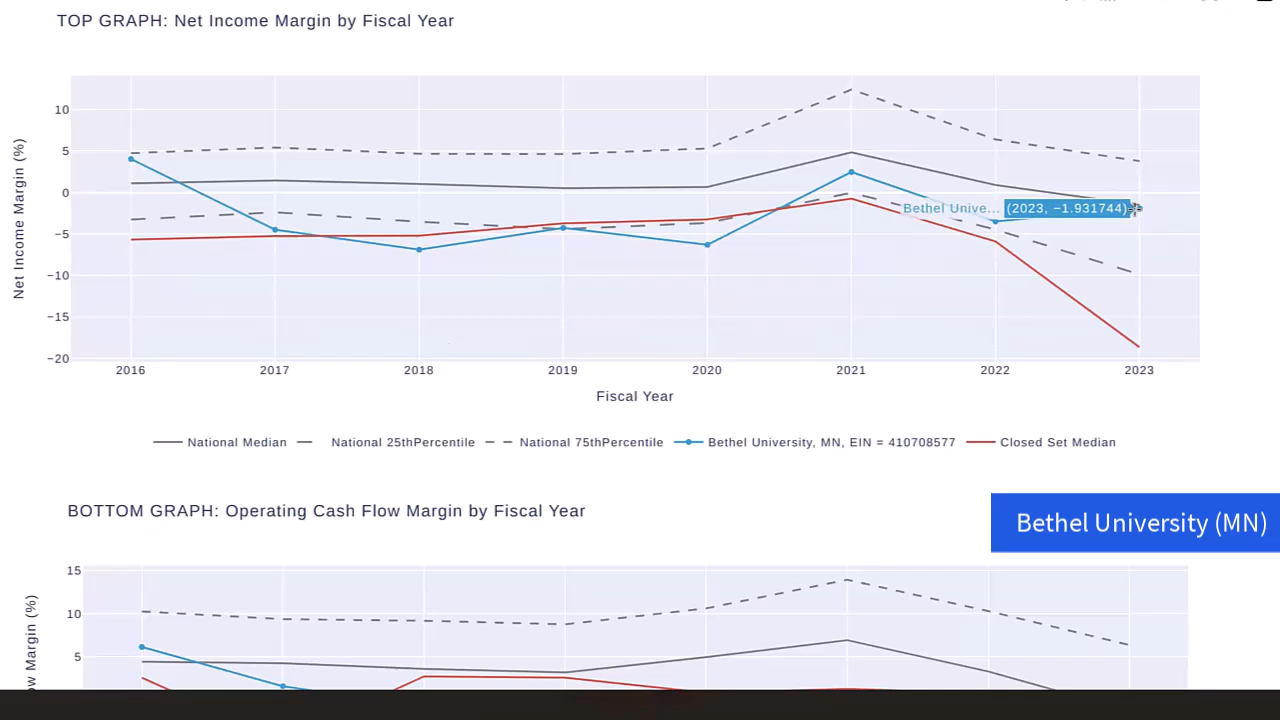 TOP GRAPH: Net Income Margin by Fiscal Year
Net Income Margin (%)
10
5
0
−5
−10
−15
−20
Bethel Unive... (2023, −1.931744)
2016 2017 2018 2019 2020 2021 2022 2023
Fiscal Year
National Median National 25thPercentile National 75thPercentile Bethel University, MN, EIN = 410708577 Closed Set Median
BOTTOM GRAPH: Operating Cash Flow Margin by Fiscal Year
Bethel University (MN)
Margin (%)
15
10
5